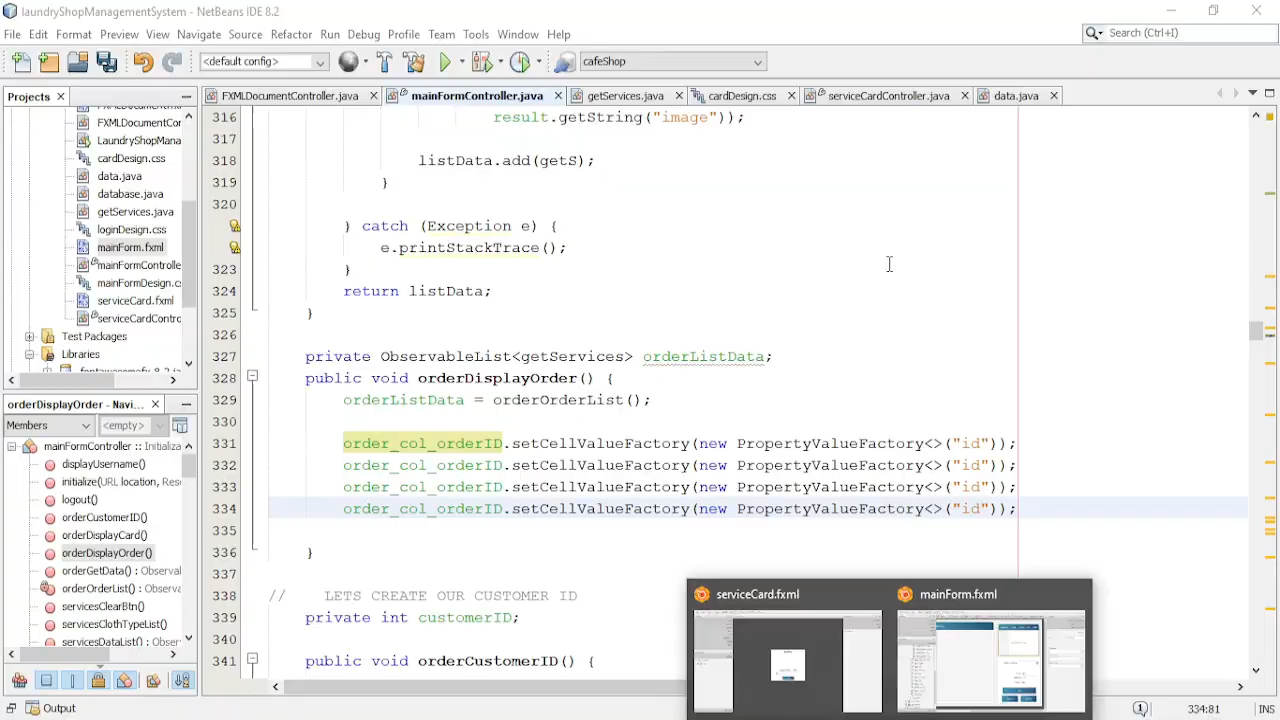 laundryShopManagementSystem - NetBeans IDE 8.2
File Edit Format Preview View Navigate Source Refactor Run Debug Profile Team Tools Window Help
Search (Ctrl+I)
<default config>
cafeShop
Projects
FXMLDocumentController.java
mainFormController.java
getServices.java
cardDesign.css
serviceCardController.java
data.java
FXMLDocument
FXMLDocumentCont
LaundryShopMana
cardDesign.css
data.java
database.java
getServices.java
loginDesign.css
mainForm.fxml
mainFormController
mainFormDesign.c
serviceCard.fxml
serviceCardContro
Test Packages
Libraries
orderDisplayOrder - Navi...
Members
<empty>
mainFormController :: Initializa
displayUsername()
initialize(URL location, Reso
logout()
orderCustomerID()
orderDisplayCard()
orderDisplayOrder()
orderGetData() : Observa
orderOrderList() : Observa
servicesClearBtn()
servicesClothTypeList()
servicesDataList() : Observ
316 result.getString("image"));
317
318 listData.add(getS);
319 }
320
} catch (Exception e) {
e.printStackTrace();
323 }
324 return listData;
325 }
326
327 private ObservableList<getServices> orderListData;
328 public void orderDisplayOrder() {
329 orderListData = orderOrderList();
330
331 order_col_orderID.setCellValueFactory(new PropertyValueFactory<>("id"));
332 order_col_orderID.setCellValueFactory(new PropertyValueFactory<>("id"));
333 order_col_orderID.setCellValueFactory(new PropertyValueFactory<>("id"));
334 order_col_orderID.setCellValueFactory(new PropertyValueFactory<>("id"));
335
336 }
337
338 // LETS CREATE OUR CUSTOMER ID
339 private int customerID;
340
341 public void orderCustomerID() {
serviceCard.fxml
mainForm.fxml
Output
1
334:81
INS